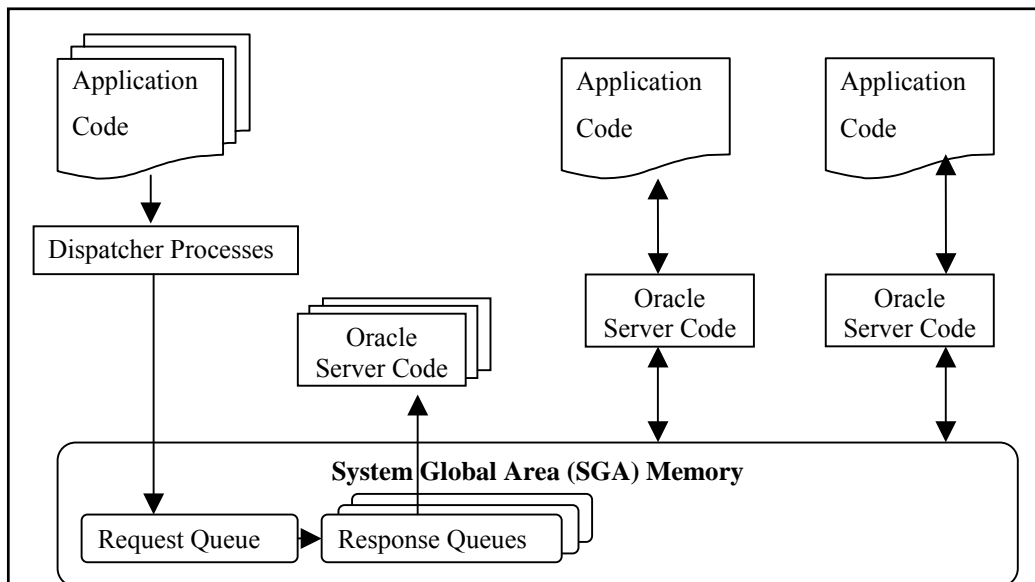 Application
Code
Application
Code
Application
Code
Dispatcher Processes
Oracle
Server Code
Oracle
Server Code
Oracle
Server Code
System Global Area (SGA) Memory
Request Queue
Response Queues